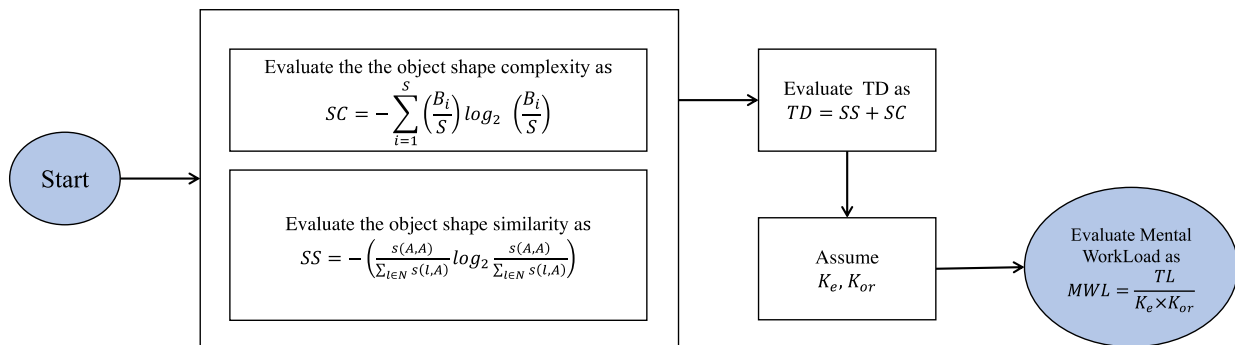 Start
Evaluate the the object shape complexity as
SC = − ∑_{i=1}^{S} (B_i/S) log_2 (B_i/S)
Evaluate the object shape similarity as
SS = − (s(A,A)/∑_{l∈N} s(l,A) log_2 s(A,A)/∑_{l∈N} s(l,A))
Evaluate TD as
TD = SS + SC
Assume
K_e, K_or
Evaluate Mental
WorkLoad as
MWL = TL/K_e×K_or